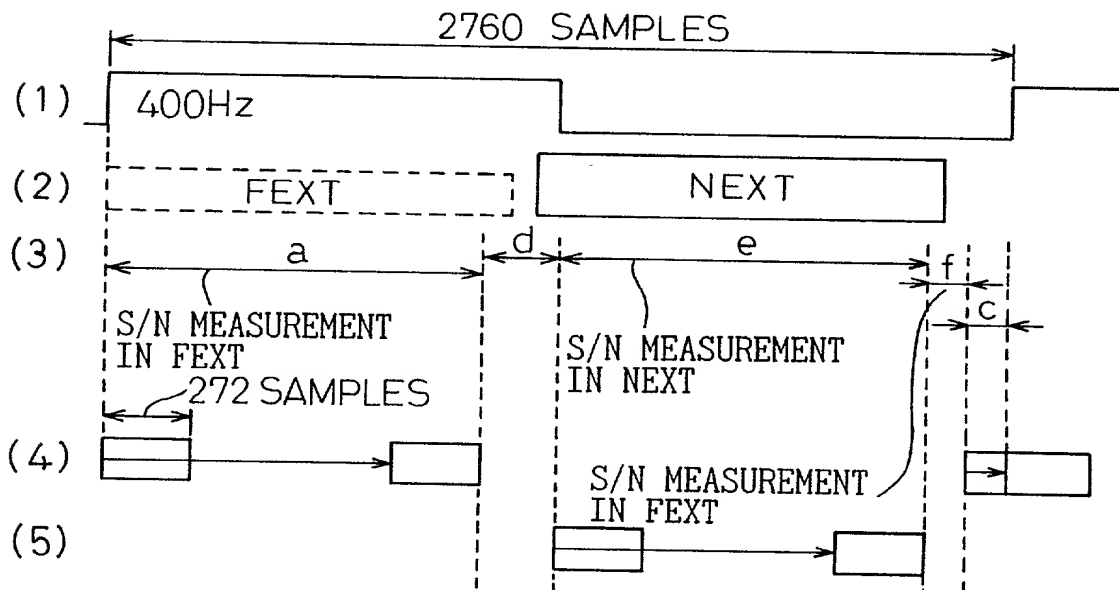 2760 SAMPLES
(1)
400Hz
(2)
FEXT
NEXT
(3)
a
d
e
f
c
S/N MEASUREMENT
IN FEXT
S/N MEASUREMENT
IN NEXT
272 SAMPLES
(4)
S/N MEASUREMENT
IN FEXT
(5)